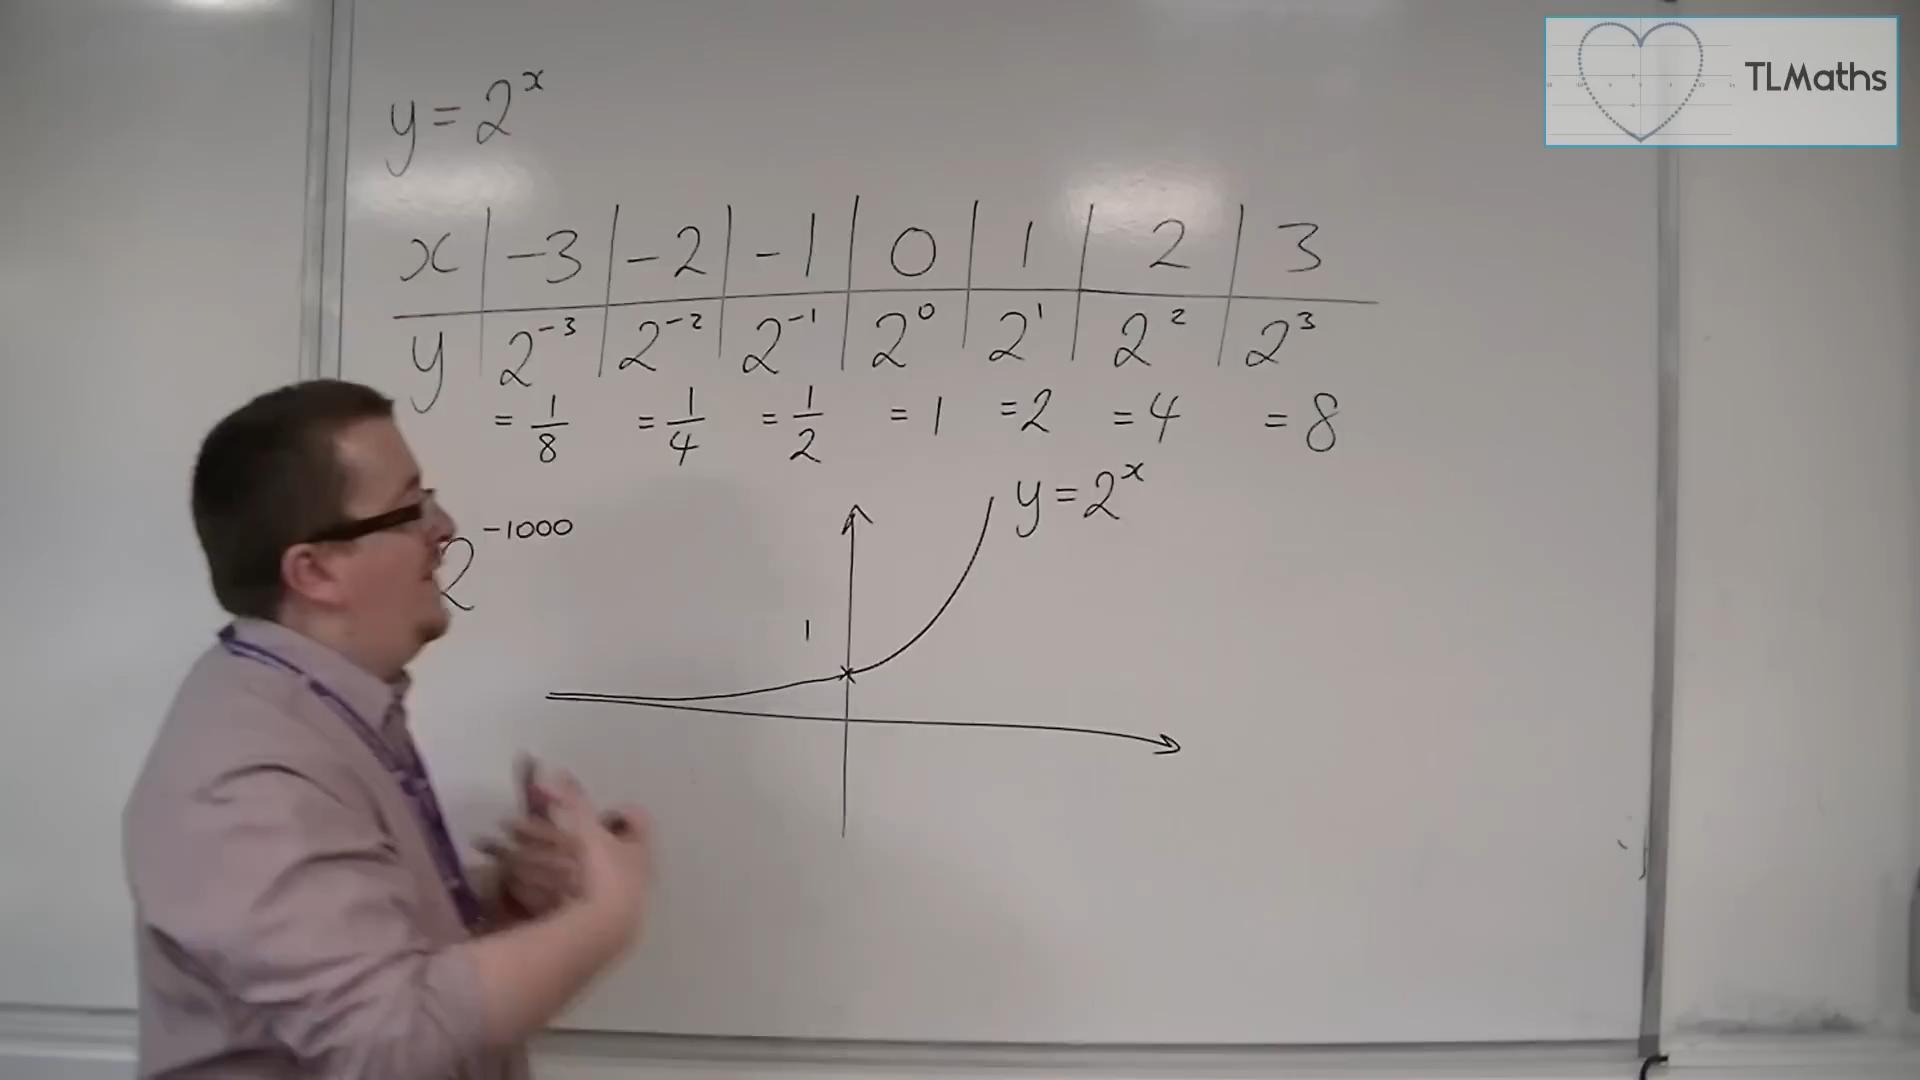 TLMaths
y = 2^x
x | -3 | -2 | -1 | 0 | 1 | 2 | 3
y | 2^-3 | 2^-2 | 2^-1 | 2^0 | 2^1 | 2^2 | 2^3
= 1/8 = 1/4 = 1/2 = 1 = 2 = 4 = 8
y = 2^x
2^-1000
1